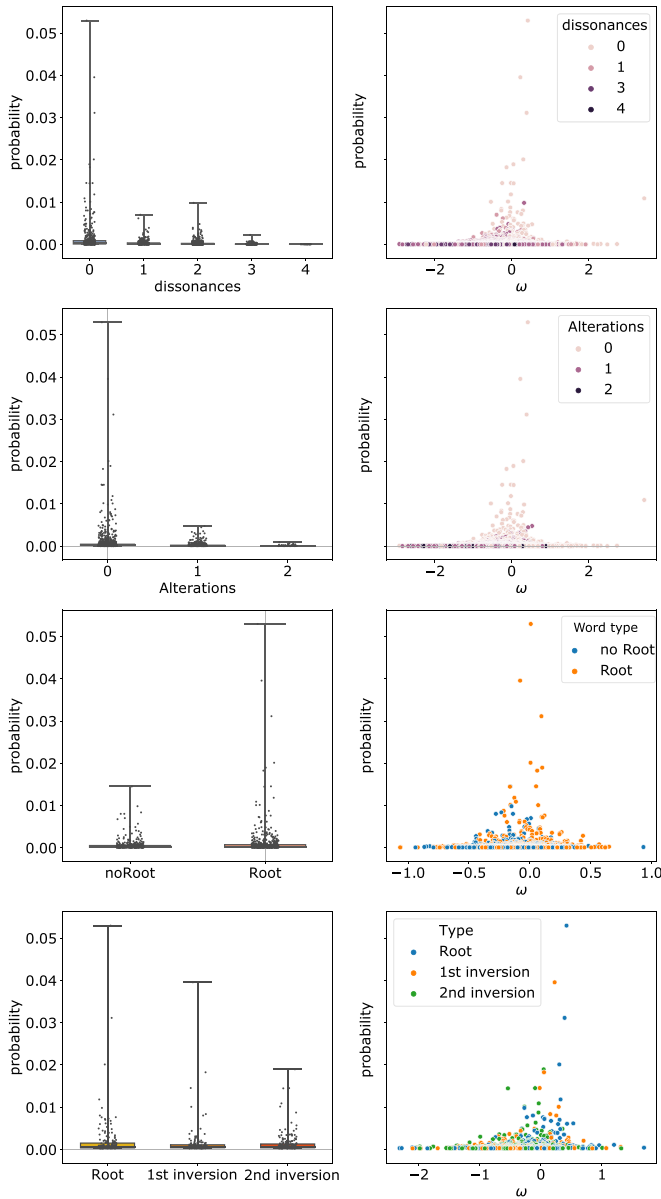 0.05
0.04
0.03
0.02
0.01
0.00
probability
0 1 2 3 4
dissonances
dissonances
0
1
3
4
probability
−2 0 2
ω
0.05
0.04
0.03
0.02
0.01
0.00
probability
0 1 2
Alterations
Alterations
0
1
2
probability
−2 0 2
ω
0.05
0.04
0.03
0.02
0.01
0.00
probability
noRoot Root
Word type
no Root
Root
probability
−1.0 −0.5 0.0 0.5 1.0
ω
0.05
0.04
0.03
0.02
0.01
0.00
probability
Root 1st inversion 2nd inversion
Type
Root
1st inversion
2nd inversion
probability
−2 −1 0 1
ω